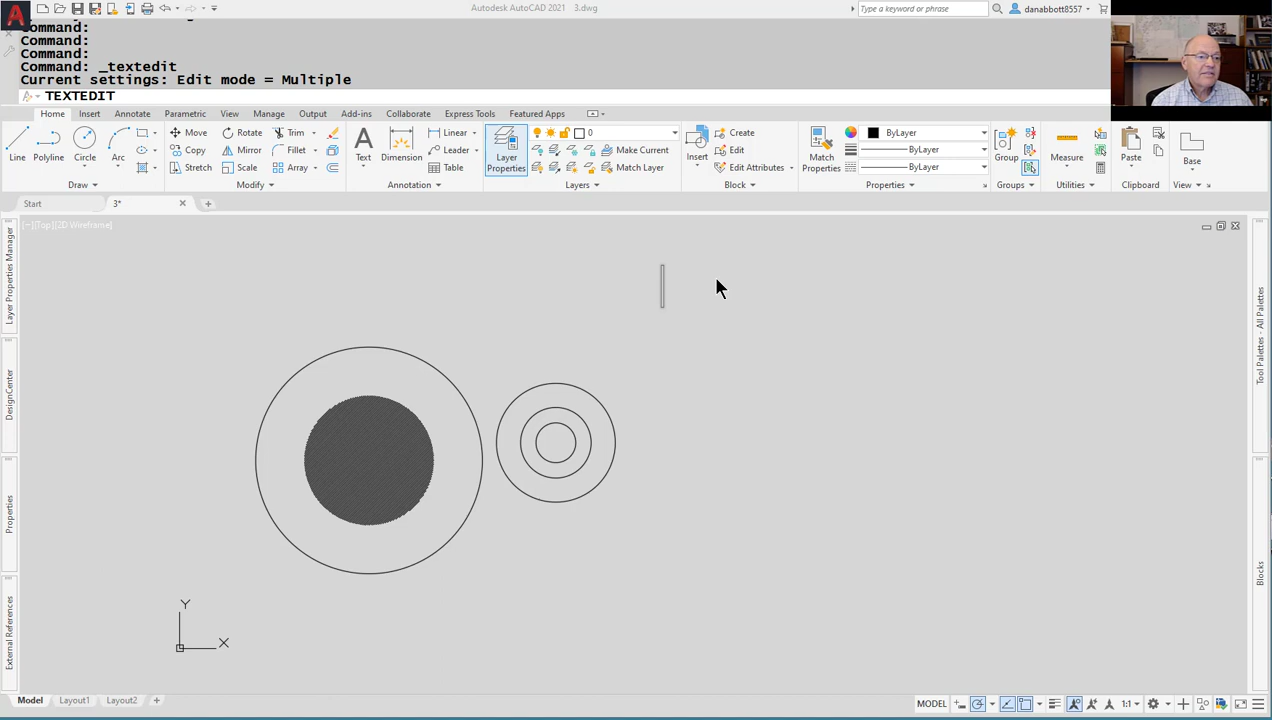 Autodesk AutoCAD 2021 3.dwg
Type a keyword or phrase
danabbott8557
Command:
Command:
Command:
Command: _textedit
Current settings: Edit mode = Multiple
TEXTEDIT
Home Insert Annotate Parametric View Manage Output Add-ins Collaborate Express Tools Featured Apps
Line Polyline Circle Arc
Move Rotate Trim
Copy Mirror Fillet
Stretch Scale Array
Text Dimension
Linear
Leader
Table
Layer Properties
0
Make Current
Match Layer
Insert
Create
Edit
Edit Attributes
Match Properties
ByLayer
ByLayer
ByLayer
Group Measure Paste Base
Draw Modify Annotation Layers Block Properties Groups Utilities Clipboard View
Start 3*
[−][Top][2D Wireframe]
Layer Properties Manager
DesignCenter
Properties
External References
Tool Palettes - All Palettes
Blocks
Y
X
Model Layout1 Layout2
MODEL 1:1